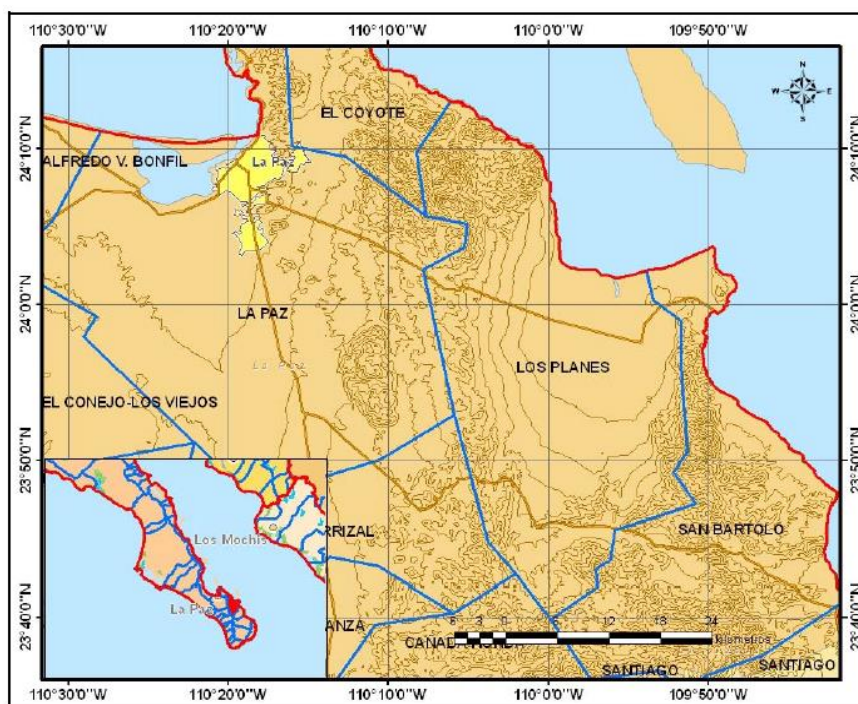 110°30'0"W 110°20'0"W 110°10'0"W 110°0'0"W 109°50'0"W
N
W E
S
EL COYOTE
24°10'0"N 24°10'0"N
ALFREDO V. BONFIL
La Paz
24°0'0"N 24°0'0"N
LA PAZ
La Paz
LOS PLANES
EL CONEJO-LOS VIEJOS
23°50'0"N 23°50'0"N
RRIZAL
SAN BARTOLO
Los Mochis
La Paz
23°40'0"N 23°40'0"N
ANZA
6 3 0 6 12 18 24
kilometros
SANTIAGO
SANTIAGO
110°30'0"W 110°20'0"W 110°10'0"W 110°0'0"W 109°50'0"W